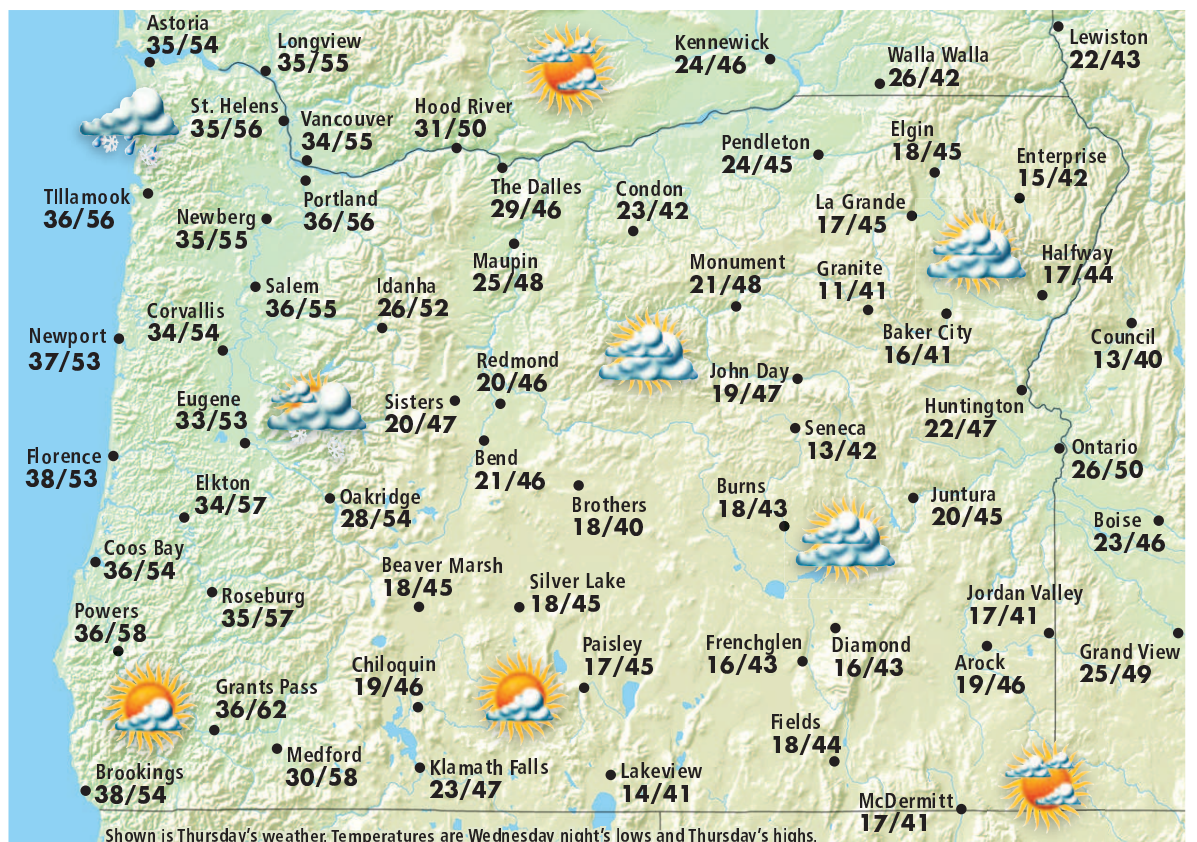 Astoria
35/54
Longview
35/55
Kennewick
24/46
Walla Walla
26/42
Lewiston
22/43
St. Helens
35/56
Vancouver
34/55
Hood River
31/50
Pendleton
24/45
Elgin
18/45
Enterprise
15/42
TIllamook
36/56
Newberg
35/55
Portland
36/56
The Dalles
29/46
Condon
23/42
La Grande
17/45
Maupin
25/48
Monument
21/48
Granite
11/41
Halfway
17/44
Salem
36/55
Idanha
26/52
Corvallis
34/54
Newport
37/53
Baker City
16/41
Council
13/40
Redmond
20/46
John Day
19/47
Eugene
33/53
Sisters
20/47
Huntington
22/47
Seneca
13/42
Florence
38/53
Bend
21/46
Ontario
26/50
Elkton
34/57
Oakridge
28/54
Brothers
18/40
Burns
18/43
Juntura
20/45
Boise
23/46
Coos Bay
36/54
Beaver Marsh
18/45
Silver Lake
18/45
Roseburg
35/57
Jordan Valley
17/41
Powers
36/58
Paisley
17/45
Frenchglen
16/43
Diamond
16/43
Arock
19/46
Grand View
25/49
Chiloquin
19/46
Grants Pass
36/62
Fields
18/44
Medford
30/58
Klamath Falls
23/47
Lakeview
14/41
Brookings
38/54
McDermitt
17/41
Shown is Thursday's weather. Temperatures are Wednesday night's lows and Thursday's highs.